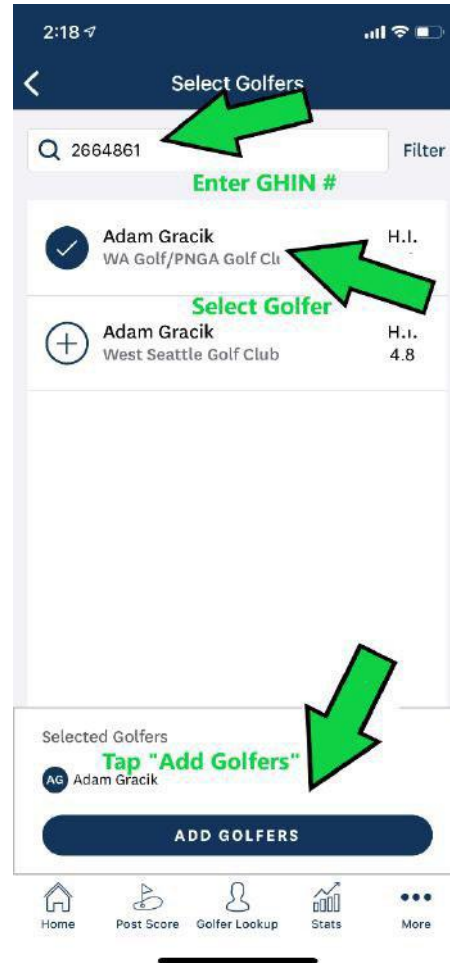 2:18
Select Golfers
2664861
Filter
Enter GHIN #
Adam Gracik
H.I.
WA Golf/PNGA Golf
Select Golfer
Adam Gracik
H.I.
West Seattle Golf Club
4.8
Selected Golfers
Tap "Add Golfers"
AG Adam Gracik
ADD GOLFERS
Home Post Score Golfer Lookup Stats More